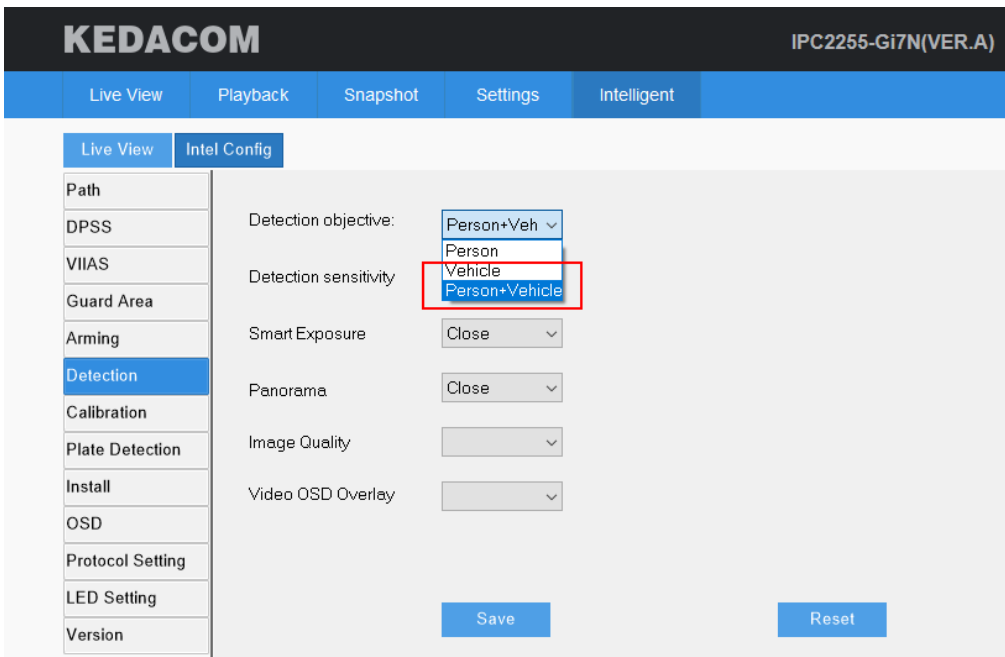 KEDACOM
IPC2255-Gi7N(VER.A)
Live View Playback Snapshot Settings Intelligent
Live View Intel Config
Path
DPSS
VIIAS
Guard Area
Arming
Detection
Calibration
Plate Detection
Install
OSD
Protocol Setting
LED Setting
Version
Detection objective: Person+Veh
Person
Vehicle
Person+Vehicle
Detection sensitivity
Smart Exposure Close
Panorama Close
Image Quality
Video OSD Overlay
Save Reset